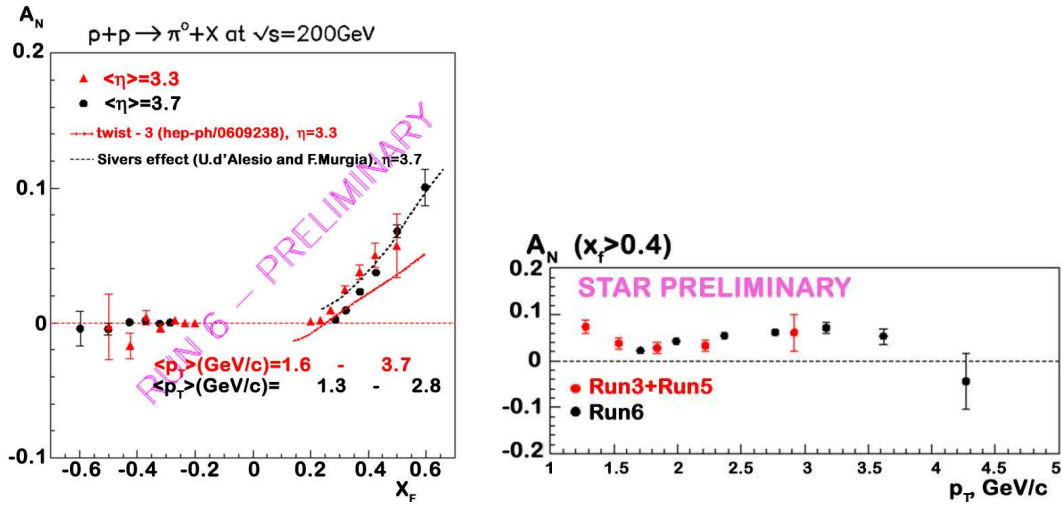 A_N
p+p → π⁰+X at √s=200GeV
0.2
<η>=3.3
<η>=3.7
twist - 3 (hep-ph/0609238), η=3.3
Sivers effect (U.d'Alesio and F.Murgia). η=3.7
RUN 6 – PRELIMINARY
0.1
0
<p_T>(GeV/c)=1.6 - 3.7
<p_T>(GeV/c)= 1.3 - 2.8
-0.1
-0.6 -0.4 -0.2 0 0.2 0.4 0.6
X_F
A_N (x_f>0.4)
0.2
STAR PRELIMINARY
0.1
0
Run3+Run5
-0.1
Run6
-0.2
1 1.5 2 2.5 3 3.5 4 4.5 5
p_T, GeV/c